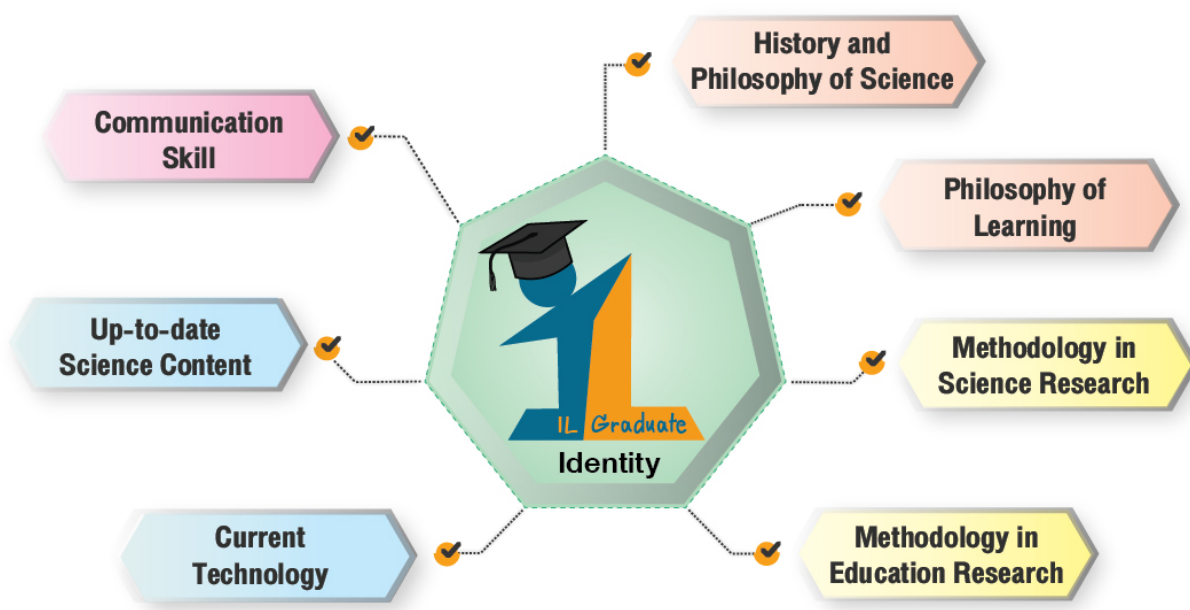 History and
Philosophy of Science
Communication
Skill
Philosophy of
Learning
Up-to-date
Science Content
Methodology in
Science Research
IL Graduate
Identity
Current
Technology
Methodology in
Education Research